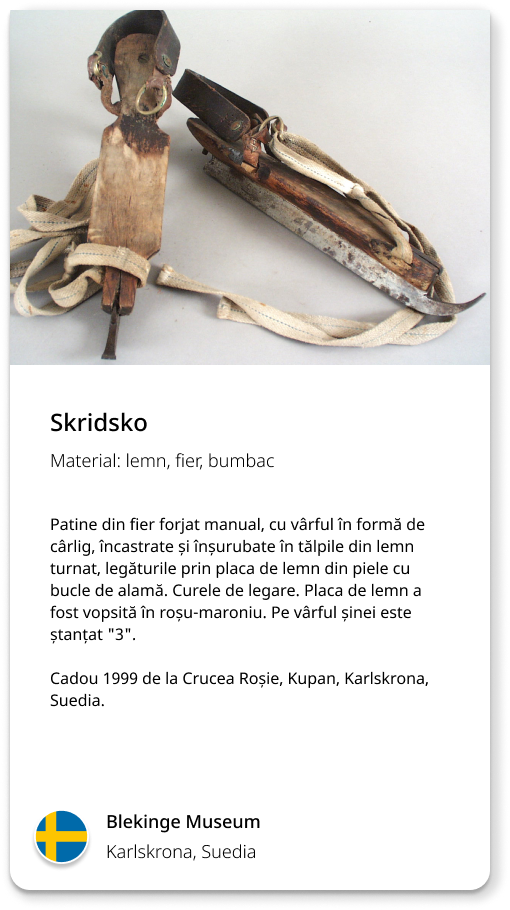 Skridsko
Material: lemn, fier, bumbac
Patine din fier forjat manual, cu vârful în formă de
cârlig, încastrate și înșurubate în tălpile din lemn
turnat, legăturile prin placa de lemn din piele cu
bucle de alamă. Curele de legare. Placa de lemn a
fost vopsită în roșu-maroniu. Pe vârful șinei este
ștanțat "3".
Cadou 1999 de la Crucea Roșie, Kupan, Karlskrona,
Suedia.
Blekinge Museum
Karlskrona, Suedia